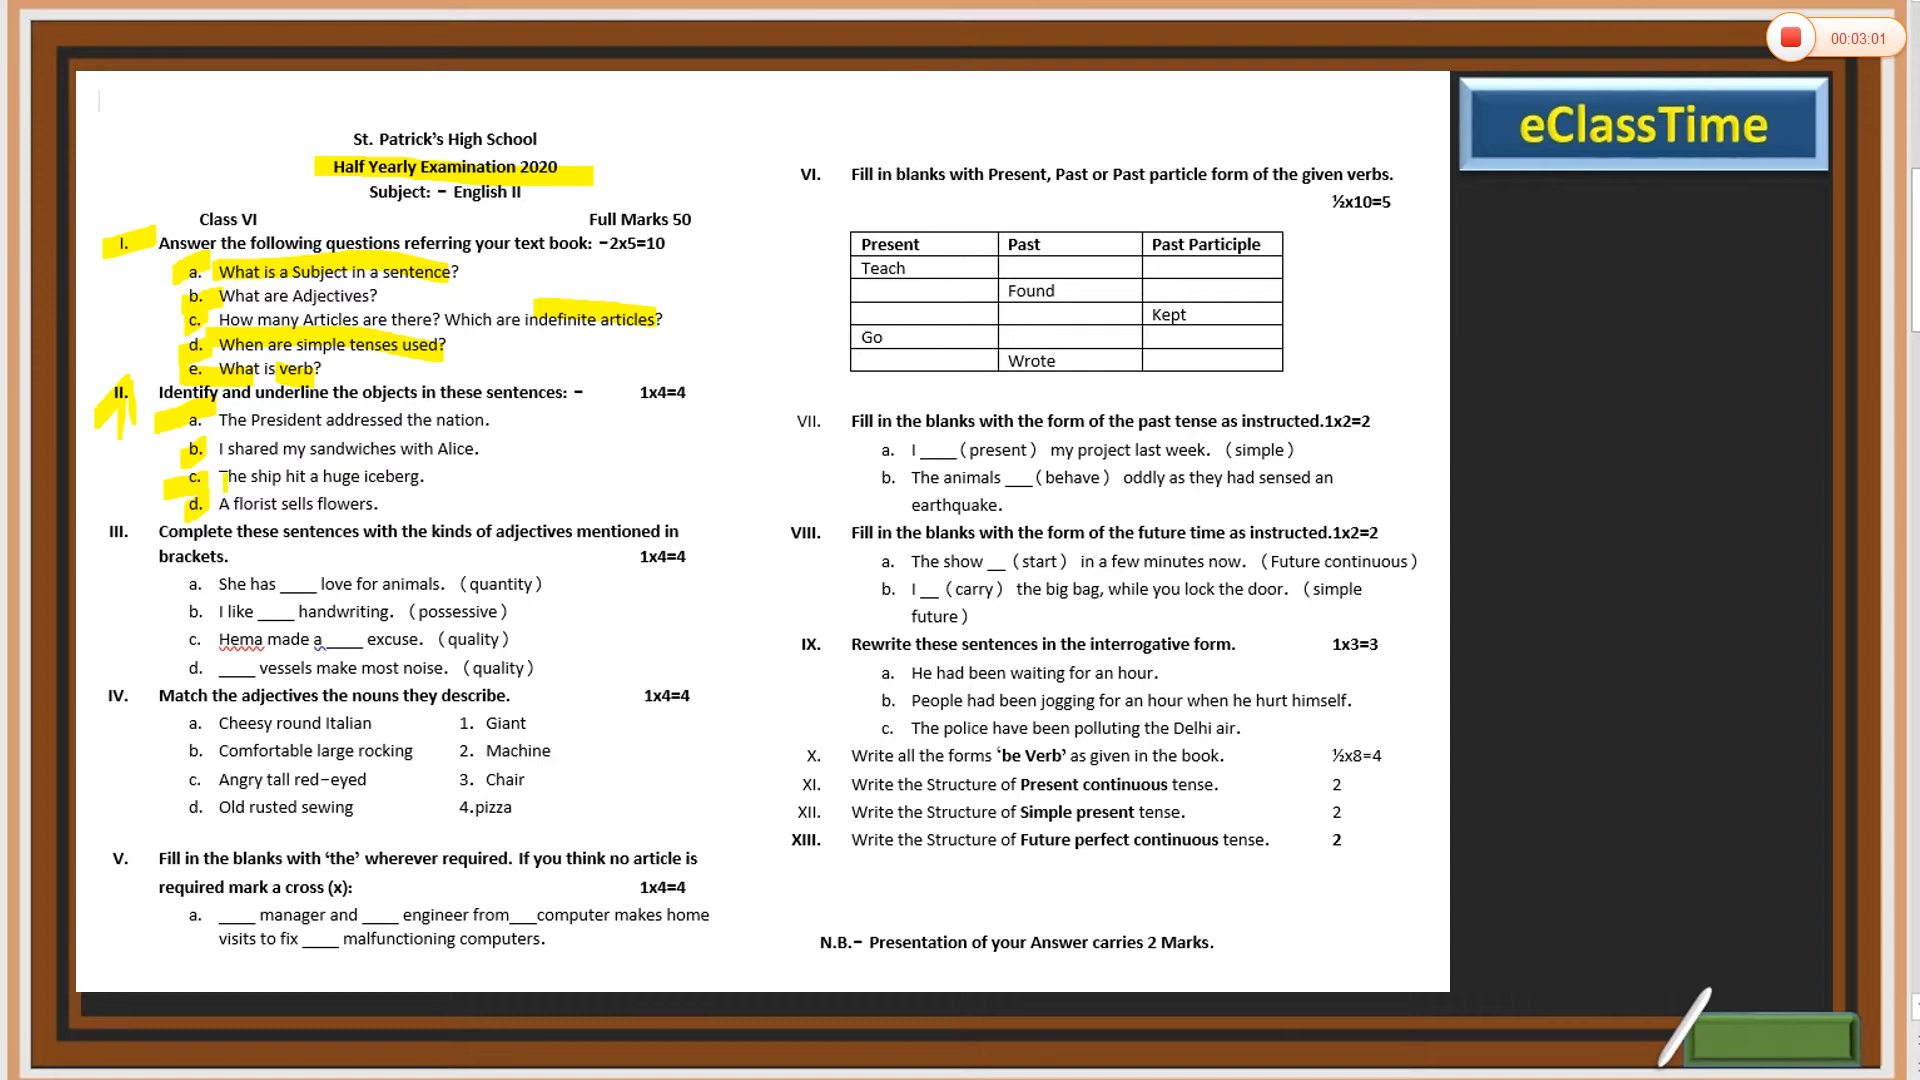 00:03:01
eClassTime
St. Patrick's High School
Half Yearly Examination 2020
Subject: - English II
Class VI Full Marks 50
I. Answer the following questions referring your text book: -2x5=10
a. What is a Subject in a sentence?
b. What are Adjectives?
c. How many Articles are there? Which are indefinite articles?
d. When are simple tenses used?
e. What is verb?
II. Identify and underline the objects in these sentences: - 1x4=4
a. The President addressed the nation.
b. I shared my sandwiches with Alice.
c. The ship hit a huge iceberg.
d. A florist sells flowers.
III. Complete these sentences with the kinds of adjectives mentioned in
brackets. 1x4=4
a. She has ____ love for animals. (quantity)
b. I like ____ handwriting. (possessive)
c. Hema made a____ excuse. (quality)
d. ____ vessels make most noise. (quality)
IV. Match the adjectives the nouns they describe. 1x4=4
a. Cheesy round Italian 1. Giant
b. Comfortable large rocking 2. Machine
c. Angry tall red-eyed 3. Chair
d. Old rusted sewing 4.pizza
V. Fill in the blanks with 'the' wherever required. If you think no article is
required mark a cross (x): 1x4=4
a. ____ manager and ____ engineer from___computer makes home
visits to fix ____ malfunctioning computers.
VI. Fill in blanks with Present, Past or Past particle form of the given verbs.
½x10=5
Present Past Past Participle
Teach
Found
Kept
Go
Wrote
VII. Fill in the blanks with the form of the past tense as instructed.1x2=2
a. I ____(present) my project last week. (simple)
b. The animals ___(behave) oddly as they had sensed an
earthquake.
VIII. Fill in the blanks with the form of the future time as instructed.1x2=2
a. The show __ (start) in a few minutes now. (Future continuous)
b. I __ (carry) the big bag, while you lock the door. (simple
future)
IX. Rewrite these sentences in the interrogative form. 1x3=3
a. He had been waiting for an hour.
b. People had been jogging for an hour when he hurt himself.
c. The police have been polluting the Delhi air.
X. Write all the forms 'be Verb' as given in the book. ½x8=4
XI. Write the Structure of Present continuous tense. 2
XII. Write the Structure of Simple present tense. 2
XIII. Write the Structure of Future perfect continuous tense. 2
N.B.- Presentation of your Answer carries 2 Marks.